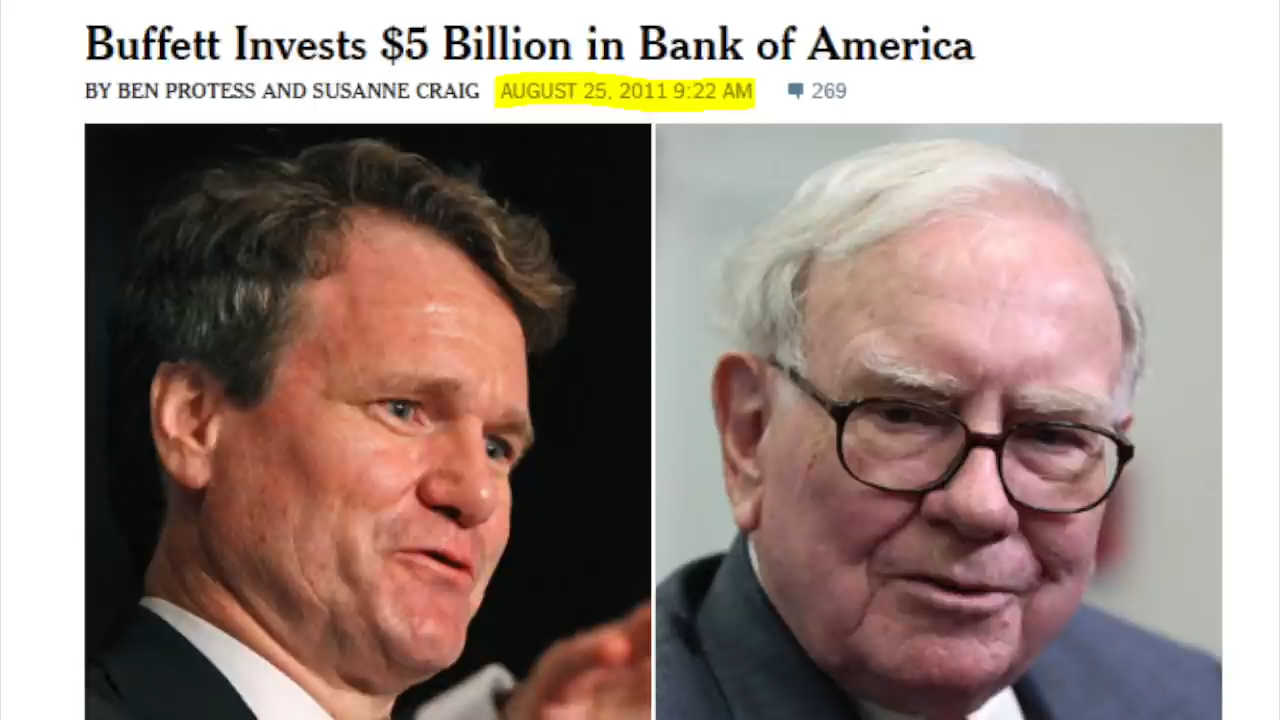 Buffett Invests $5 Billion in Bank of America
BY BEN PROTESS AND SUSANNE CRAIG AUGUST 25, 2011 9:22 AM 269